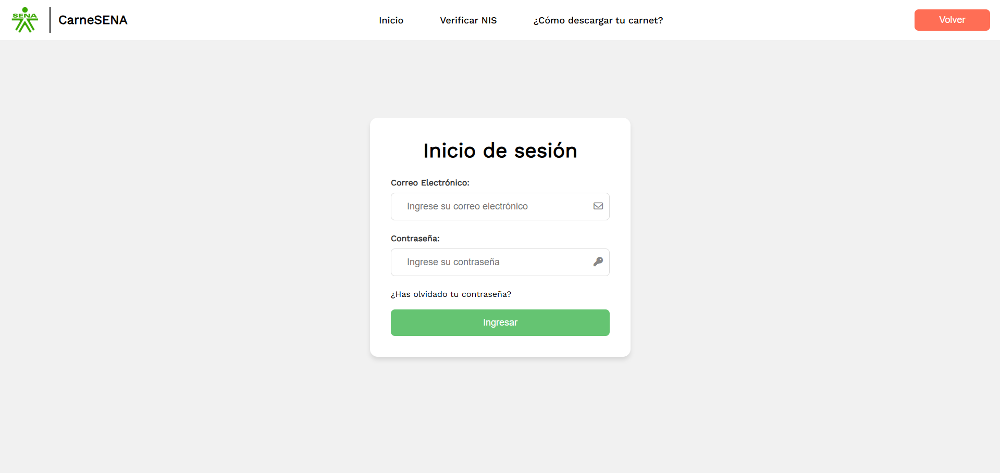 SENA
CarneSENA
Inicio
Verificar NIS
¿Cómo descargar tu carnet?
Volver
Inicio de sesión
Correo Electrónico:
Ingrese su correo electrónico
Contraseña:
Ingrese su contraseña
¿Has olvidado tu contraseña?
Ingresar